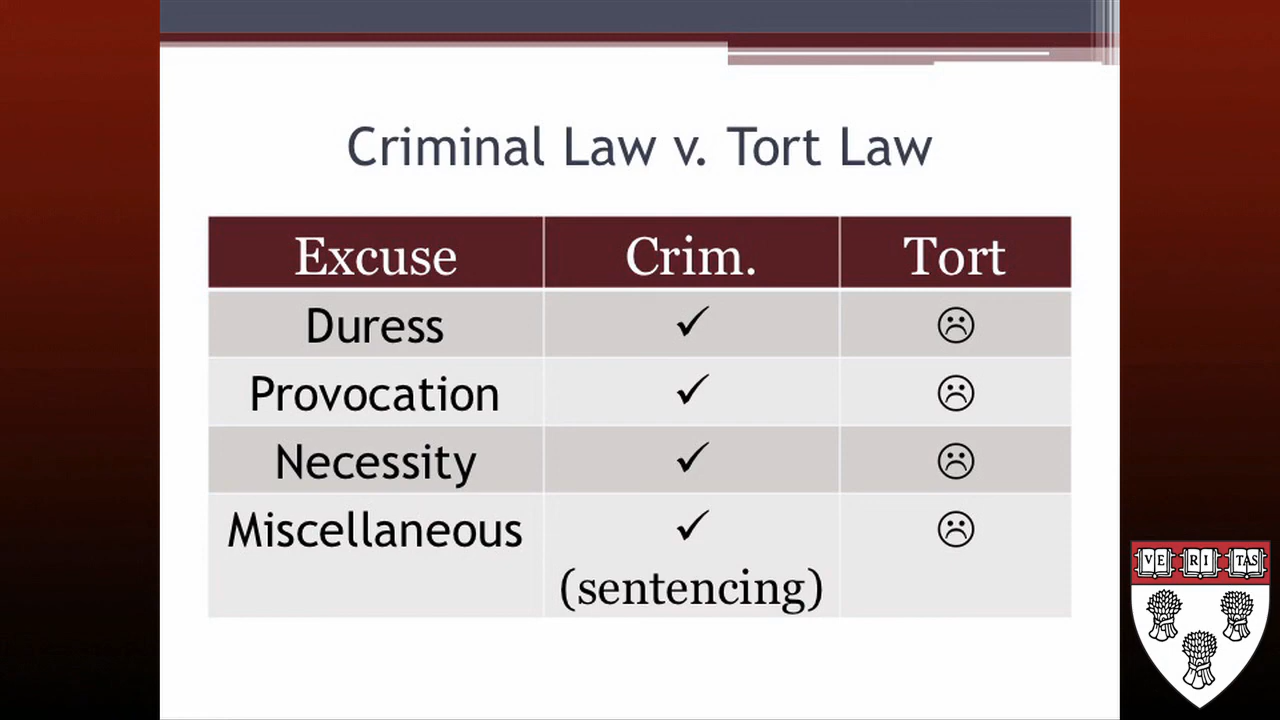 Criminal Law v. Tort Law
Excuse Crim. Tort
Duress ✓ ☹
Provocation ✓ ☹
Necessity ✓ ☹
Miscellaneous ✓ ☹
(sentencing)
VE RI TAS